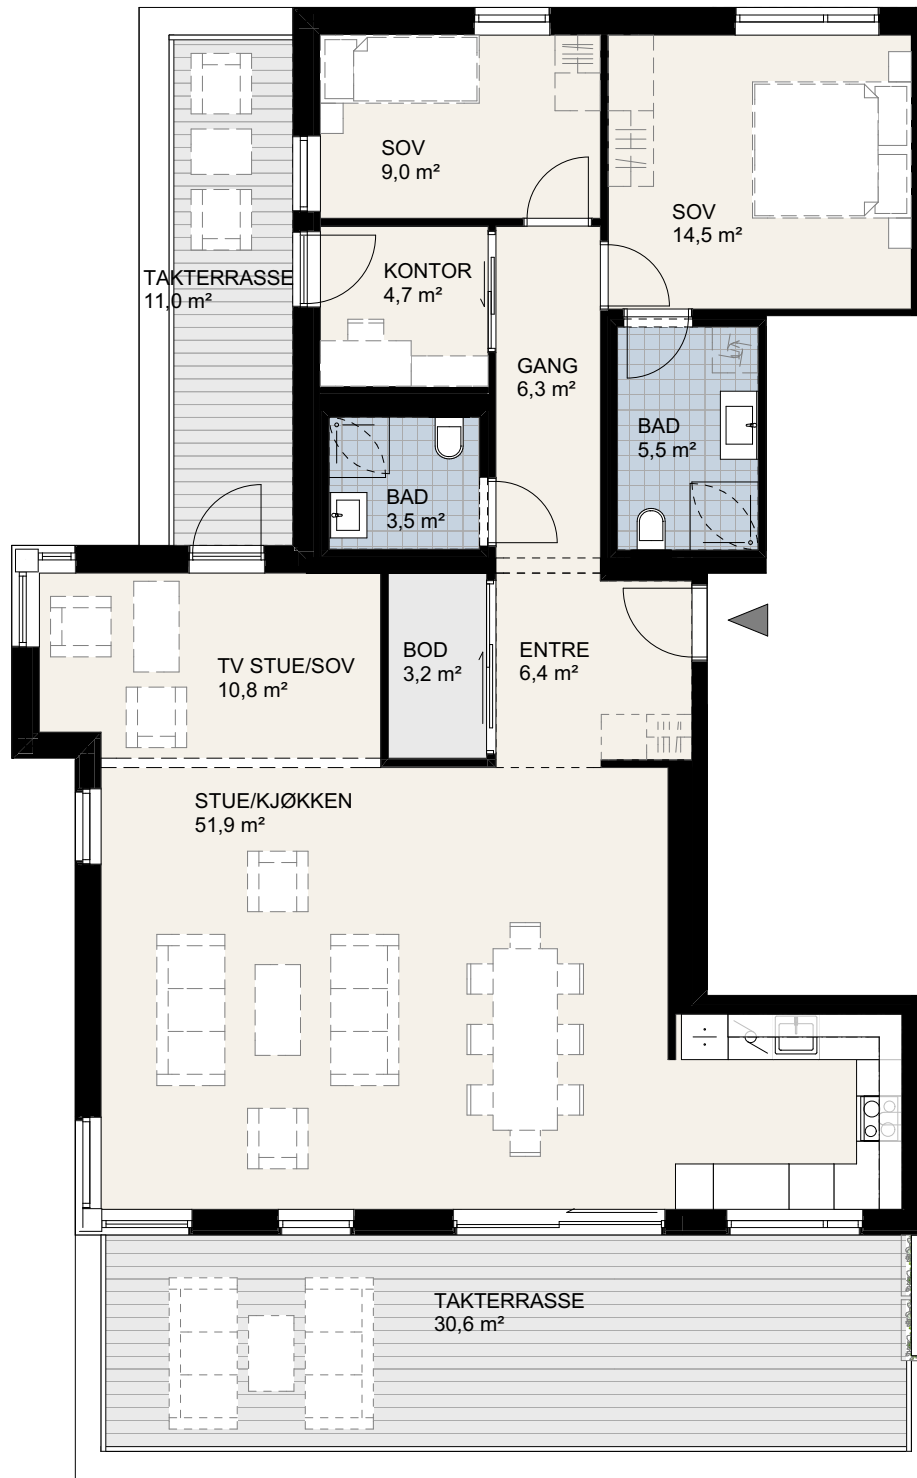 SOV
9,0 m²
SOV
14,5 m²
TAKTERRASSE
11,0 m²
KONTOR
4,7 m²
GANG
6,3 m²
BAD
5,5 m²
BAD
3,5 m²
TV STUE/SOV
10,8 m²
BOD
3,2 m²
ENTRE
6,4 m²
STUE/KJØKKEN
51,9 m²
TAKTERRASSE
30,6 m²